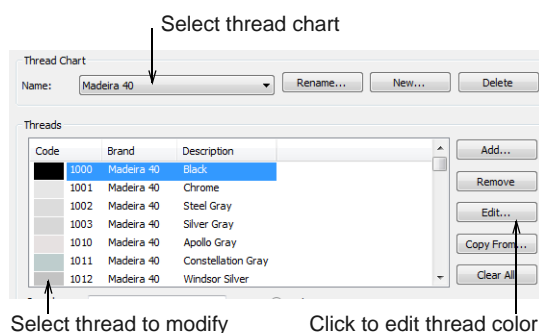 Select thread chart
Thread Chart
Name: Madeira 40 Rename... New... Delete
Threads
Code Brand Description Add...
1000 Madeira 40 Black
1001 Madeira 40 Chrome Remove
1002 Madeira 40 Steel Gray
1003 Madeira 40 Silver Gray Edit...
1010 Madeira 40 Apollo Gray
1011 Madeira 40 Constellation Gray Copy From...
1012 Madeira 40 Windsor Silver Clear All
Select thread to modify Click to edit thread color